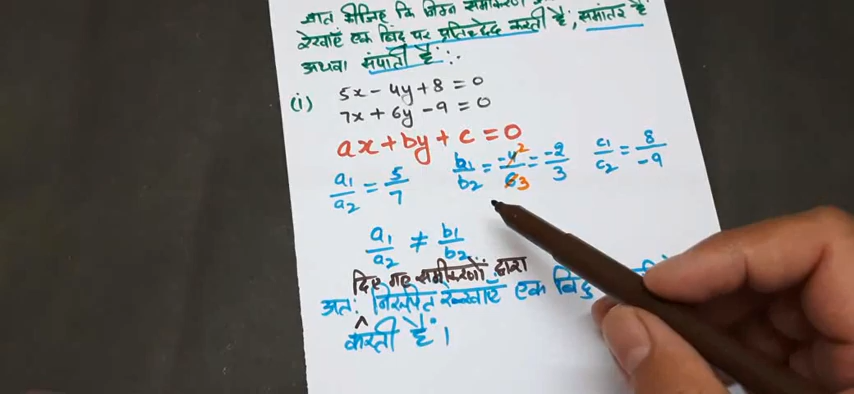 ज्ञात कीजिए कि निम्न समीकरण
रेखाएं एक बिंदु पर प्रतिच्छेद करती हैं, समांतर हैं
अथवा संपाती हैं :-
(i) 5x - 4y + 8 = 0
7x + 6y - 9 = 0
ax + by + c = 0
a₁/a₂ = 5/7 b₁/b₂ = -4 2/6 3 = -2/3 c₁/c₂ = 8/-9
a₁/a₂ ≠ b₁/b₂
दिए गए समीकरणों द्वारा
अतः निरूपित रेखाएँ एक बिंदु
^
करती हैं।